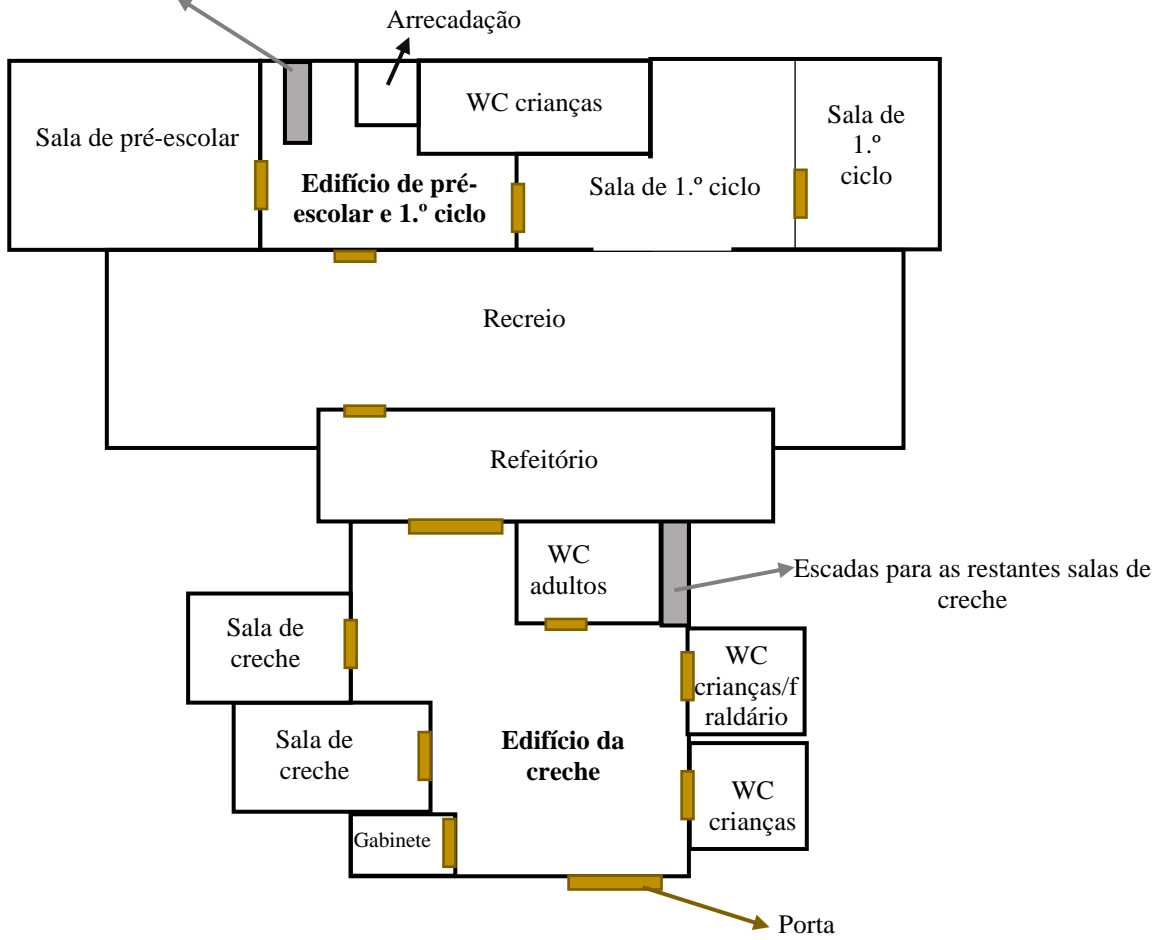 Arrecadação
WC crianças
Sala de
1.º
ciclo
Sala de pré-escolar
Edifício de pré-
escolar e 1.º ciclo
Sala de 1.º ciclo
Recreio
Refeitório
WC
adultos
Escadas para as restantes salas de
creche
Sala de
creche
WC
crianças/f
raldário
Sala de
creche
Edifício da
creche
WC
crianças
Gabinete
Porta